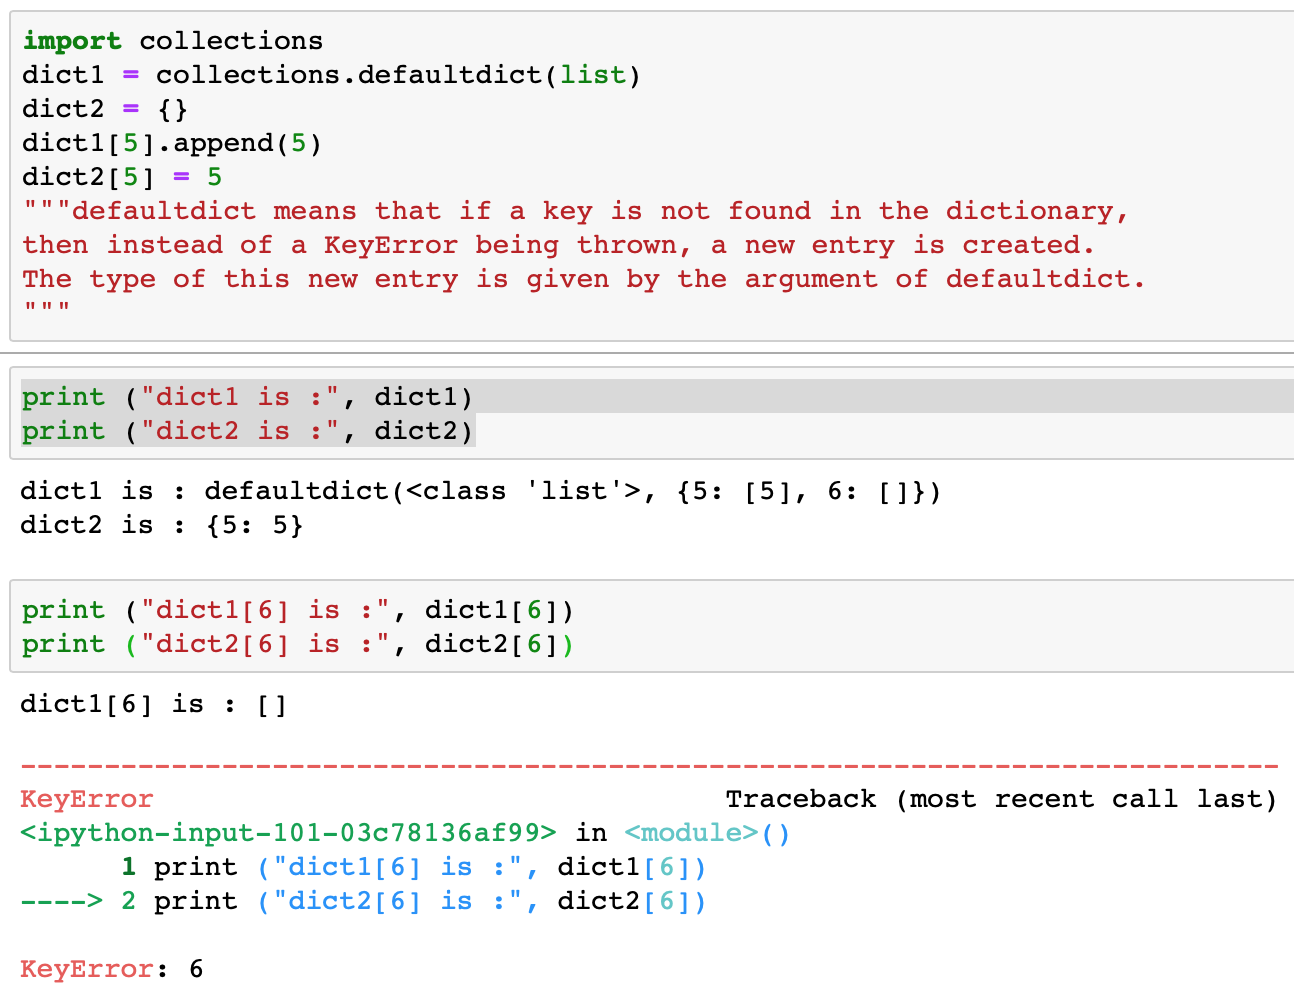 import collections
dict1 = collections.defaultdict(list)
dict2 = {}
dict1[5].append(5)
dict2[5] = 5
"""defaultdict means that if a key is not found in the dictionary,
then instead of a KeyError being thrown, a new entry is created.
The type of this new entry is given by the argument of defaultdict.
"""
print ("dict1 is :", dict1)
print ("dict2 is :", dict2)
dict1 is : defaultdict(<class 'list'>, {5: [5], 6: []})
dict2 is : {5: 5}
print ("dict1[6] is :", dict1[6])
print ("dict2[6] is :", dict2[6])
dict1[6] is : []
---------------------------------------------------------------------------
KeyError                                  Traceback (most recent call last)
<ipython-input-101-03c78136af99> in <module>()
      1 print ("dict1[6] is :", dict1[6])
----> 2 print ("dict2[6] is :", dict2[6])
KeyError: 6